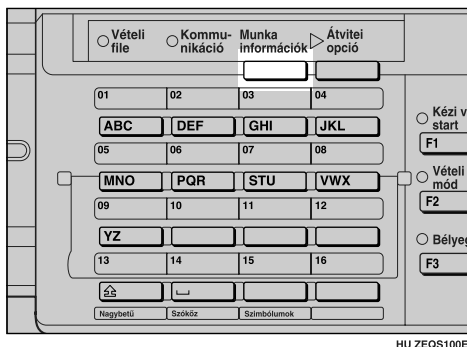 Vételi file
Kommu-nikáció
Munka információk
Átvitei opció
01 02 03 04
ABC DEF GHI JKL
05 06 07 08
MNO PQR STU VWX
09 10 11 12
YZ
13 14 15 16
Nagybetű Szóköz Szimbólumok
Kézi v
start
F1
Vételi
mód
F2
Bélyeg
F3
HU ZEQS100E